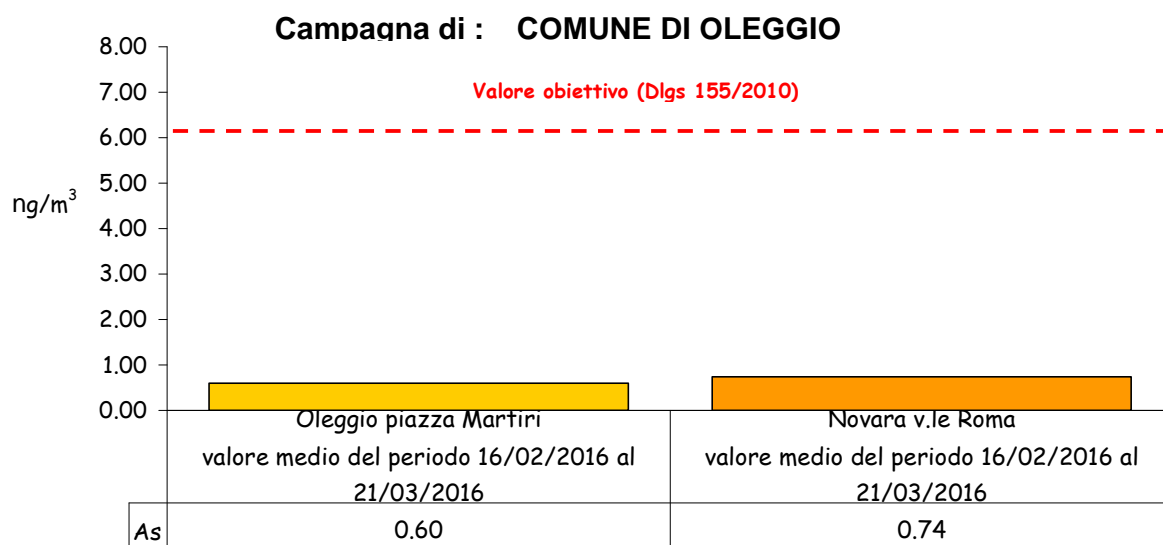 Campagna di : COMUNE DI OLEGGIO
8.00
7.00
Valore obiettivo (Dlgs 155/2010)
6.00
5.00
ng/m³
4.00
3.00
2.00
1.00
0.00
Oleggio piazza Martiri
valore medio del periodo 16/02/2016 al
21/03/2016
Novara v.le Roma
valore medio del periodo 16/02/2016 al
21/03/2016
As 0.60 0.74